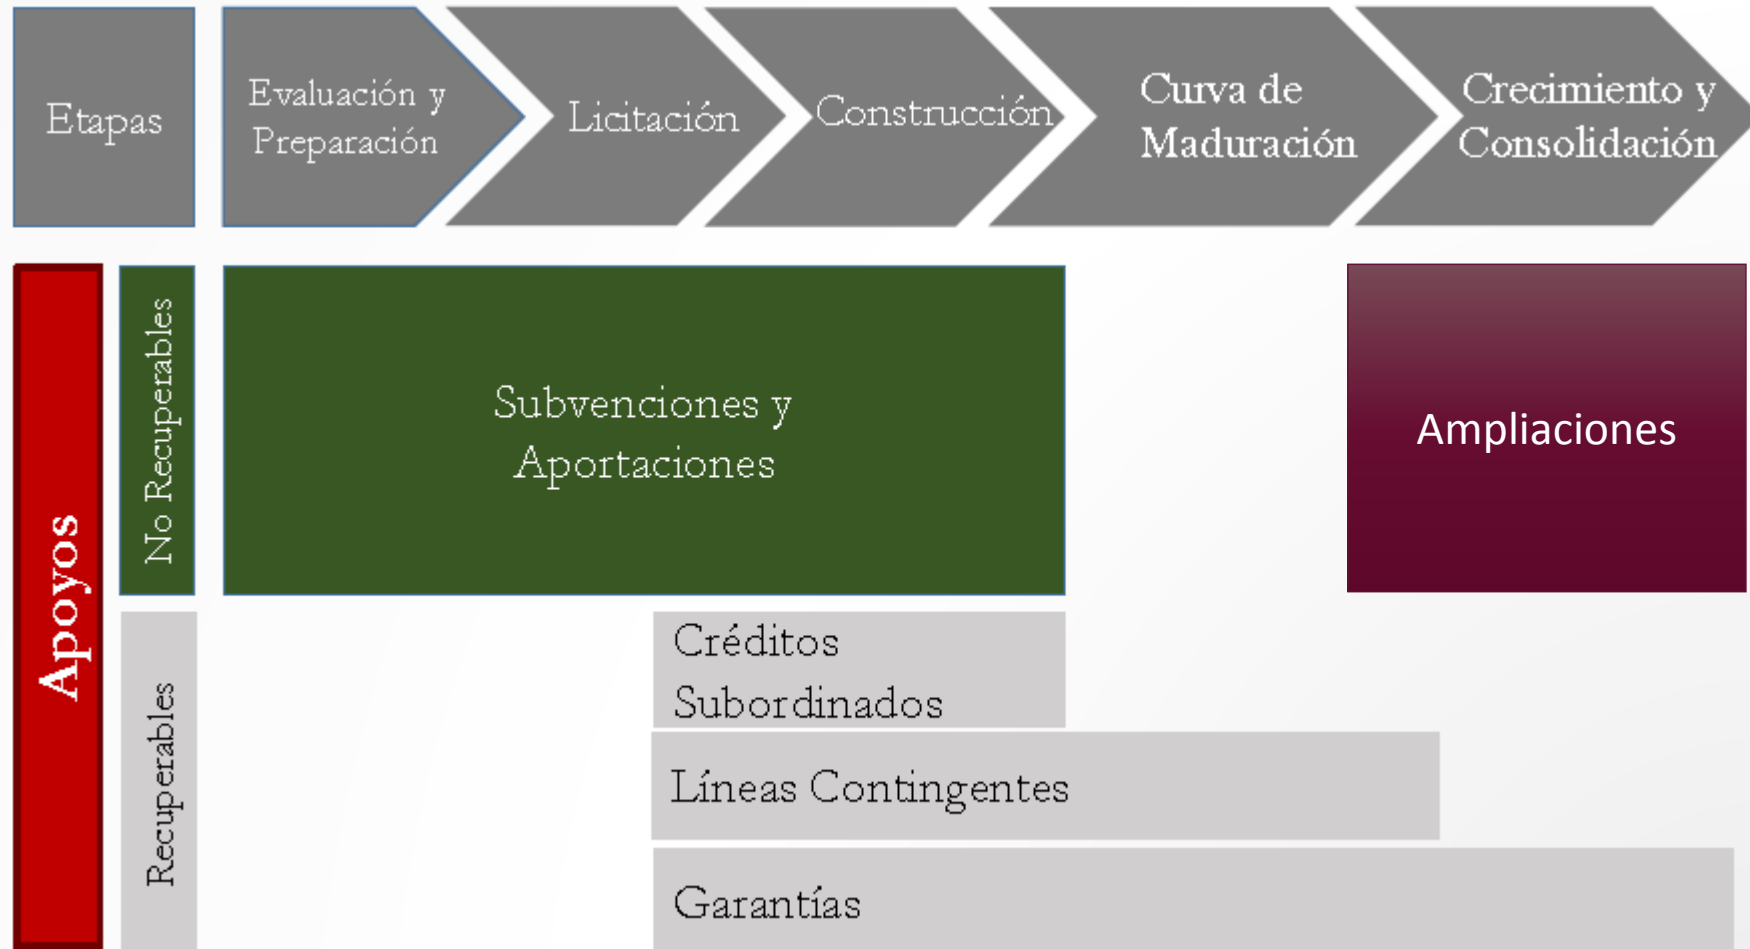 Etapas
Evaluación y
Preparación
Licitación
Construcción
Curva de
Maduración
Crecimiento y
Consolidación
Apoyos
No Recuperables
Subvenciones y
Aportaciones
Ampliaciones
Recuperables
Créditos
Subordinados
Líneas Contingentes
Garantías